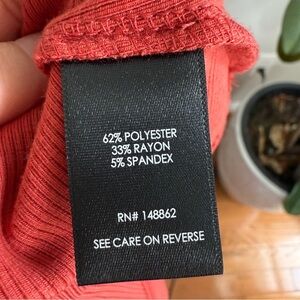 62% POLYESTER
33% RAYON
5% SPANDEX
RN# 148862
SEE CARE ON REVERSE